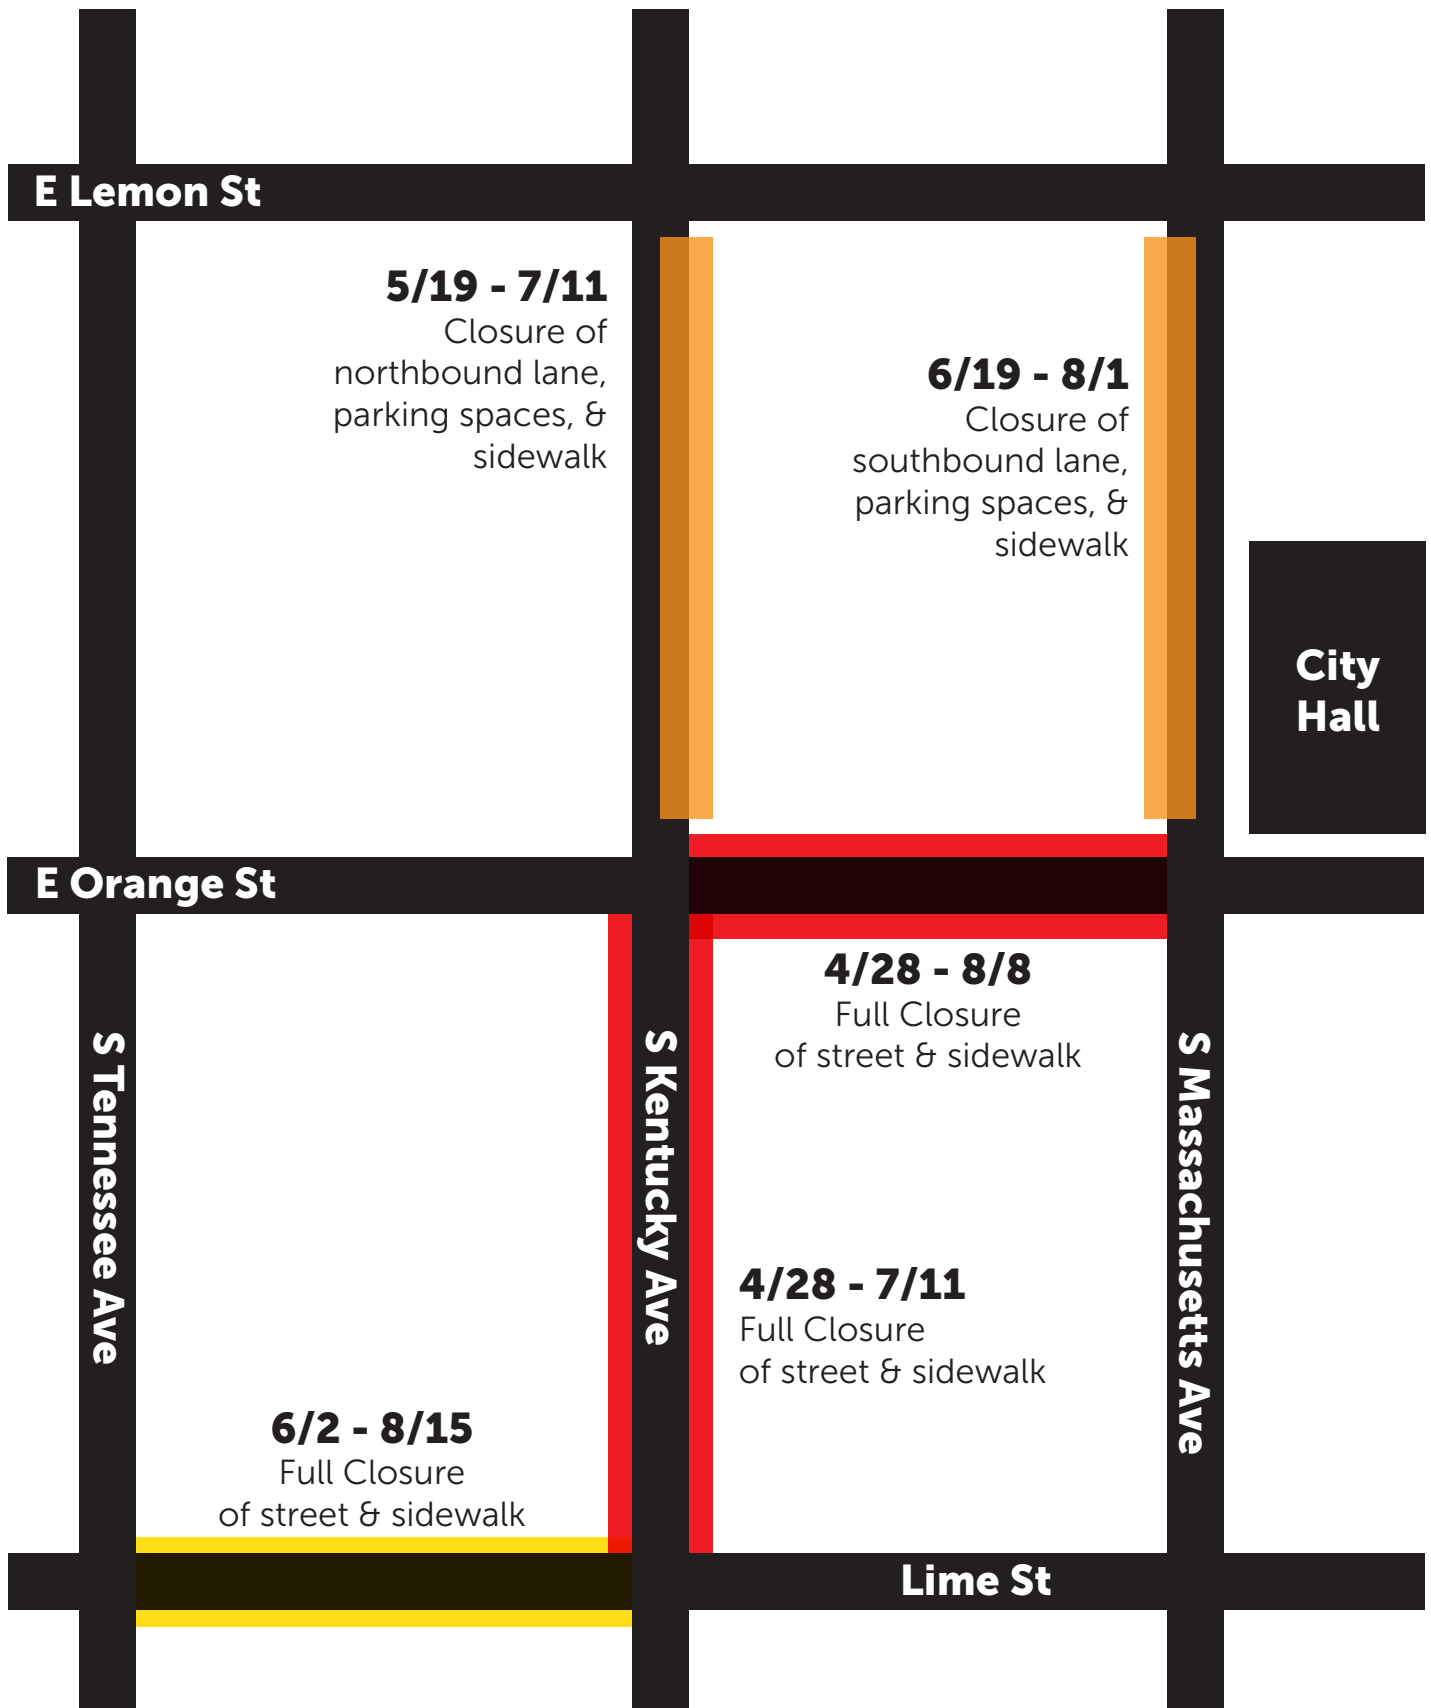 E Lemon St
5/19 - 7/11
Closure of
northbound lane,
parking spaces, &
sidewalk
6/19 - 8/1
Closure of
southbound lane,
parking spaces, &
sidewalk
City
Hall
E Orange St
4/28 - 8/8
Full Closure
of street & sidewalk
S Tennessee Ave
S Kentucky Ave
S Massachusetts Ave
4/28 - 7/11
Full Closure
of street & sidewalk
6/2 - 8/15
Full Closure
of street & sidewalk
Lime St